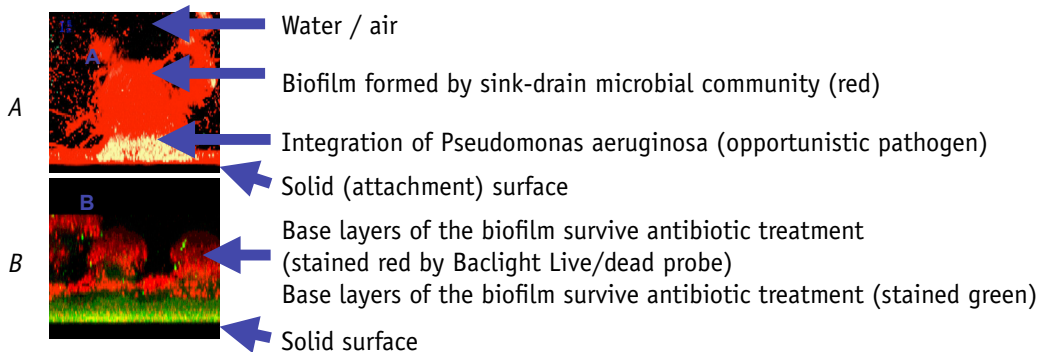 Water / air
A
Biofilm formed by sink-drain microbial community (red)
A
Integration of Pseudomonas aeruginosa (opportunistic pathogen)
Solid (attachment) surface
B
Base layers of the biofilm survive antibiotic treatment
(stained red by Baclight Live/dead probe)
B
Base layers of the biofilm survive antibiotic treatment (stained green)
Solid surface